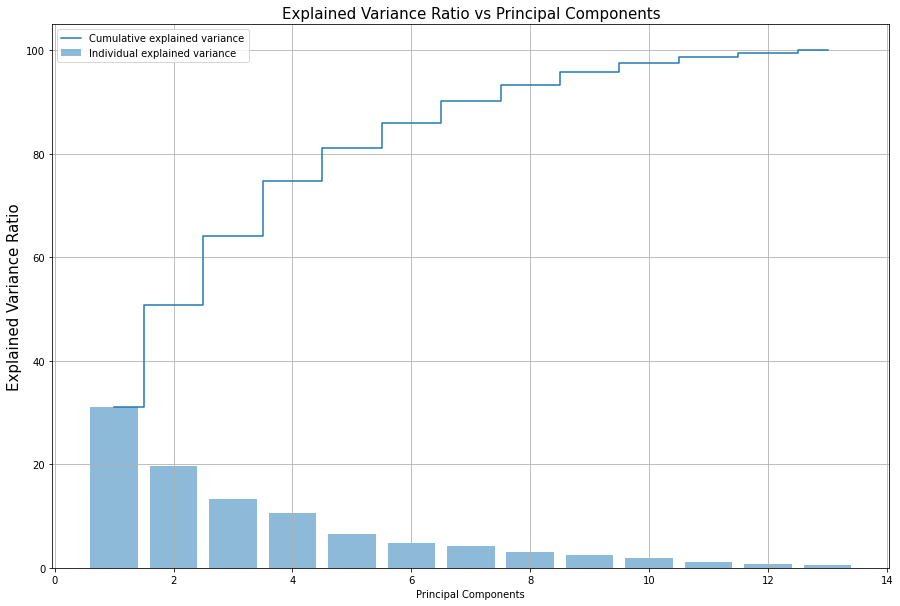 Explained Variance Ratio vs Principal Components
Cumulative explained variance
Individual explained variance
Explained Variance Ratio
100
80
60
40
20
0
0 2 4 6 8 10 12 14
Principal Components